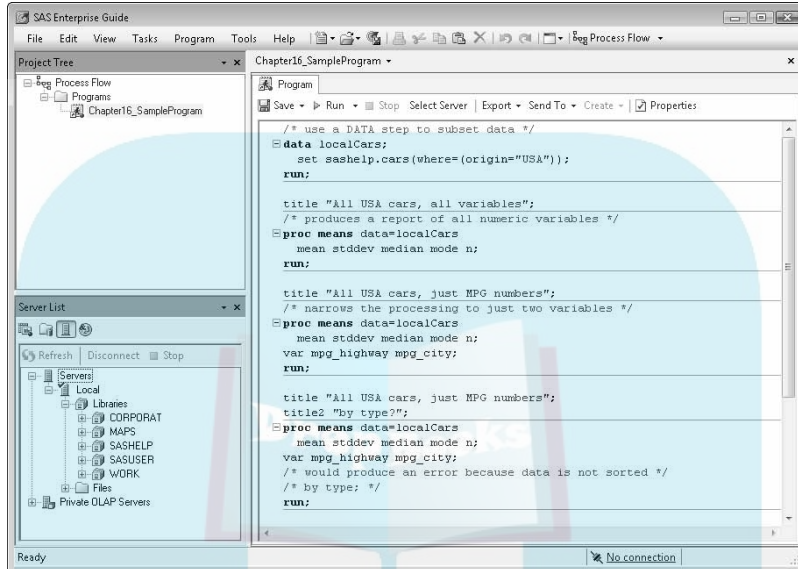 SAS Enterprise Guide
File Edit View Tasks Program Tools Help Process Flow
Project Tree
Process Flow
Programs
Chapter16_SampleProgram
Server List
Refresh Disconnect Stop
Servers
Local
Libraries
CORPORAT
MAPS
SASHELP
SASUSER
WORK
Files
Private OLAP Servers
Chapter16_SampleProgram
Program
Save Run Stop Select Server Export Send To Create Properties
/* use a DATA step to subset data */
data localCars;
set sashelp.cars(where=(origin="USA"));
run;
title "All USA cars, all variables";
/* produces a report of all numeric variables */
proc means data=localCars
mean stddev median mode n;
run;
title "All USA cars, just MPG numbers";
/* narrows the processing to just two variables */
proc means data=localCars
mean stddev median mode n;
var mpg_highway mpg_city;
run;
title "All USA cars, just MPG numbers";
title2 "by type?";
proc means data=localCars
mean stddev median mode n;
var mpg_highway mpg_city;
/* would produce an error because data is not sorted */
/* by type; */
run;
Ready
No connection